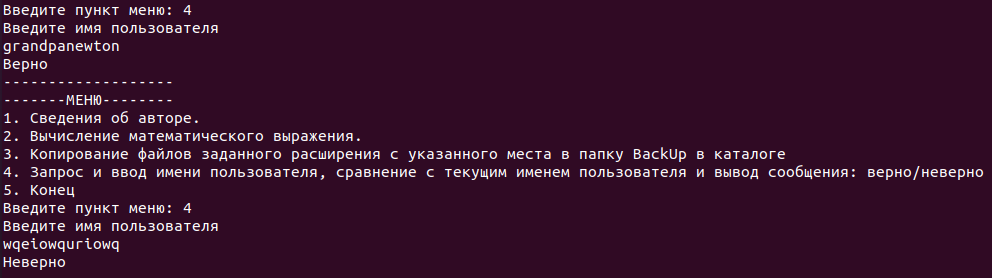 Введите пункт меню: 4
Введите имя пользователя
grandpanewton
Верно
-------------------
-------МЕНЮ--------
1. Сведения об авторе.
2. Вычисление математического выражения.
3. Копирование файлов заданного расширения с указанного места в папку BackUp в каталоге
4. Запрос и ввод имени пользователя, сравнение с текущим именем пользователя и вывод сообщения: верно/неверно
5. Конец
Введите пункт меню: 4
Введите имя пользователя
wqeiowquriowq
Неверно